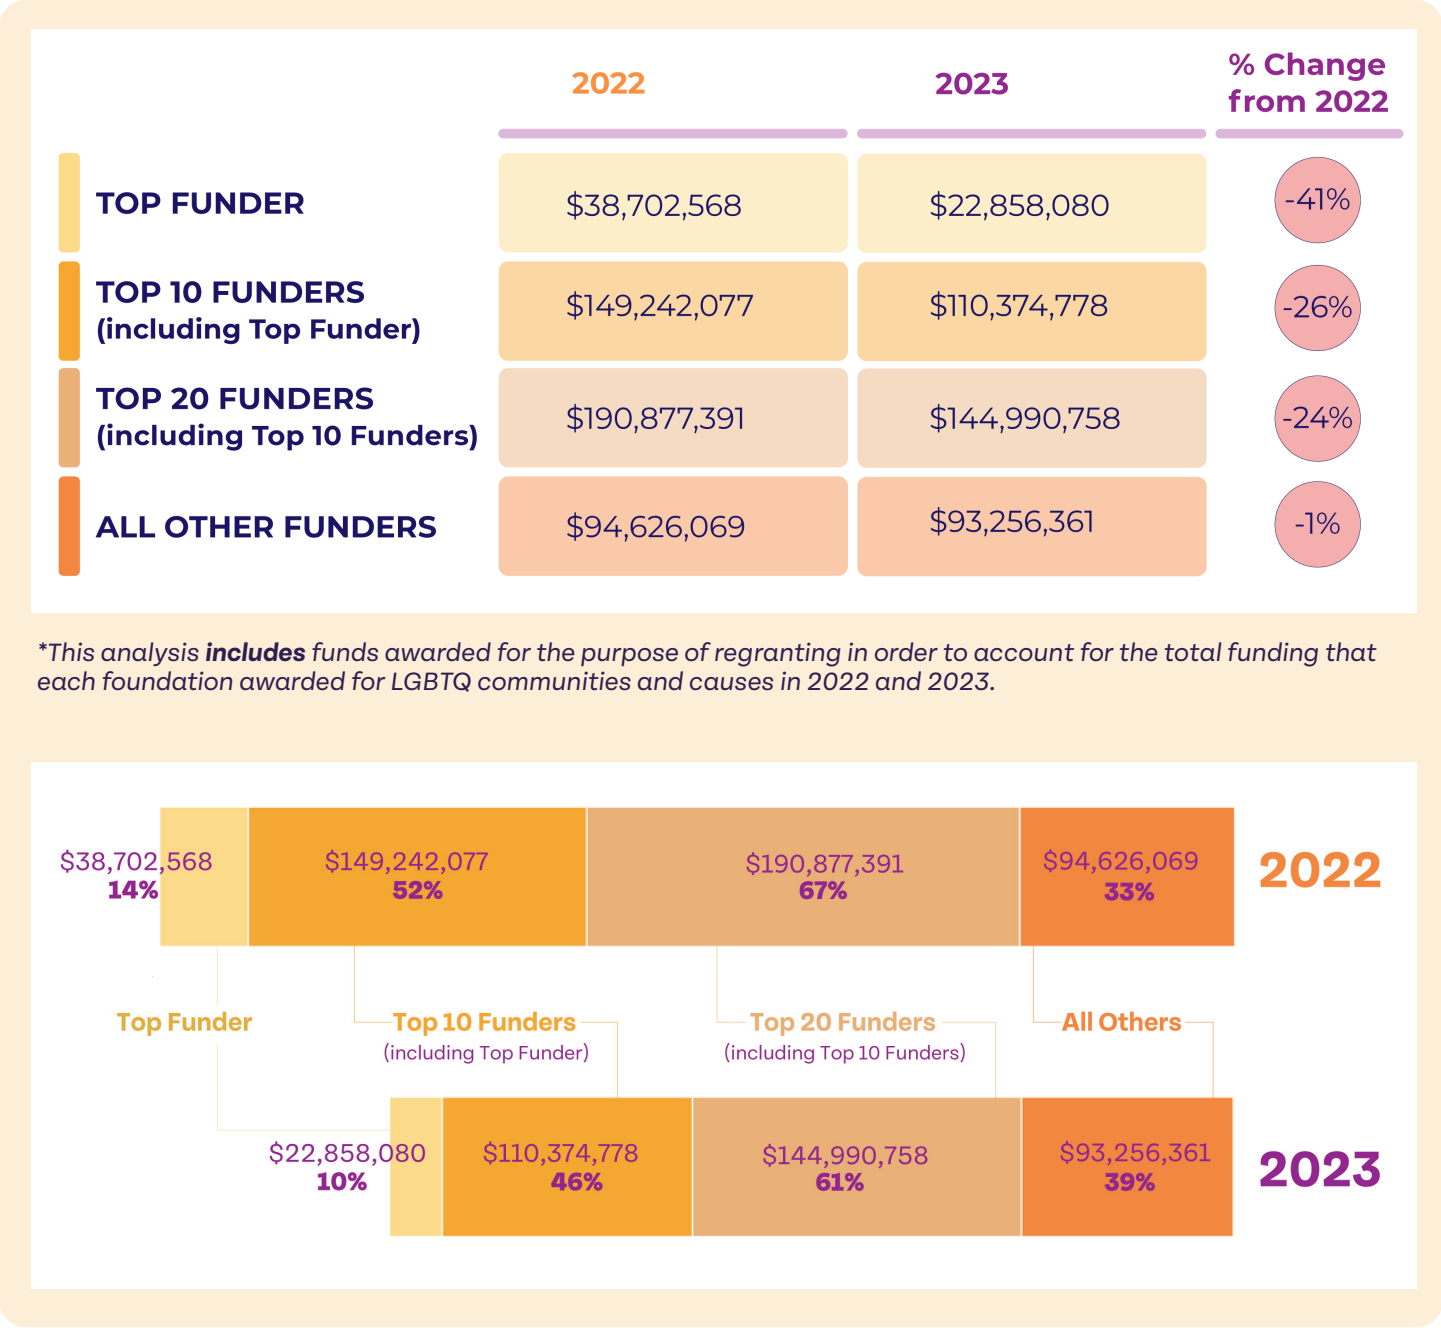 2022
2023
% Change
from 2022
TOP FUNDER
$38,702,568
$22,858,080
-41%
TOP 10 FUNDERS
(including Top Funder)
$149,242,077
$110,374,778
-26%
TOP 20 FUNDERS
(including Top 10 Funders)
$190,877,391
$144,990,758
-24%
ALL OTHER FUNDERS
$94,626,069
$93,256,361
-1%
*This analysis includes funds awarded for the purpose of regranting in order to account for the total funding that
each foundation awarded for LGBTQ communities and causes in 2022 and 2023.
$38,702,568
14%
$149,242,077
52%
$190,877,391
67%
$94,626,069
33%
2022
Top Funder
Top 10 Funders
(including Top Funder)
Top 20 Funders
(including Top 10 Funders)
All Others
$22,858,080
10%
$110,374,778
46%
$144,990,758
61%
$93,256,361
39%
2023